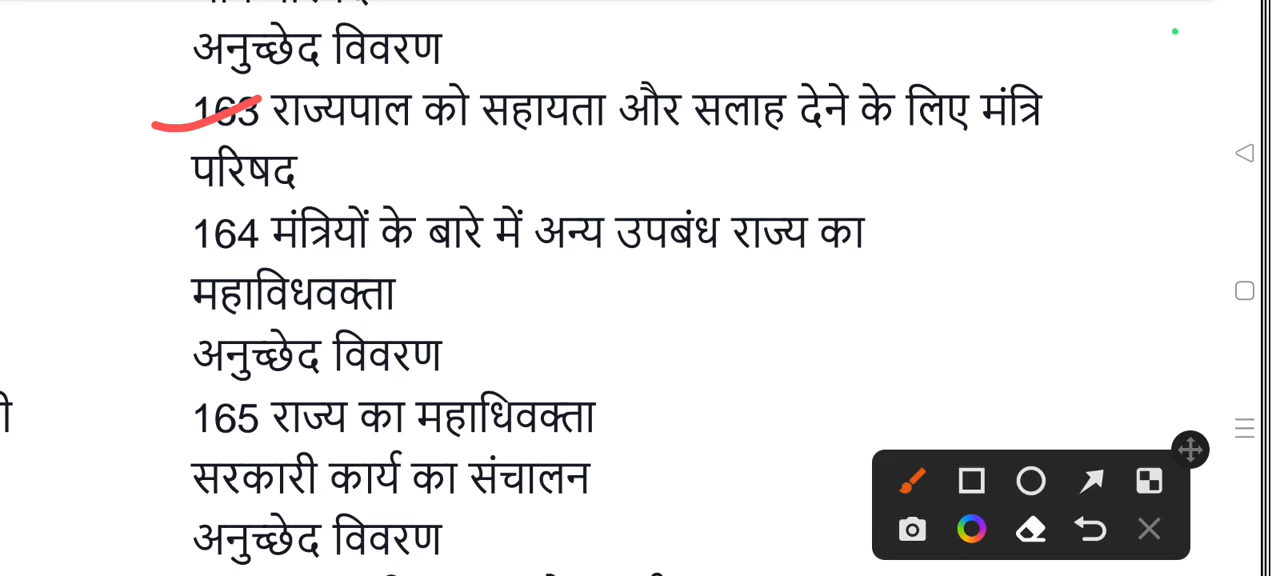 अनुच्छेद विवरण
163 राज्यपाल को सहायता और सलाह देने के लिए मंत्रि
परिषद
164 मंत्रियों के बारे में अन्य उपबंध राज्य का
महाविधवक्ता
अनुच्छेद विवरण
165 राज्य का महाधिवक्ता
सरकारी कार्य का संचालन
अनुच्छेद विवरण